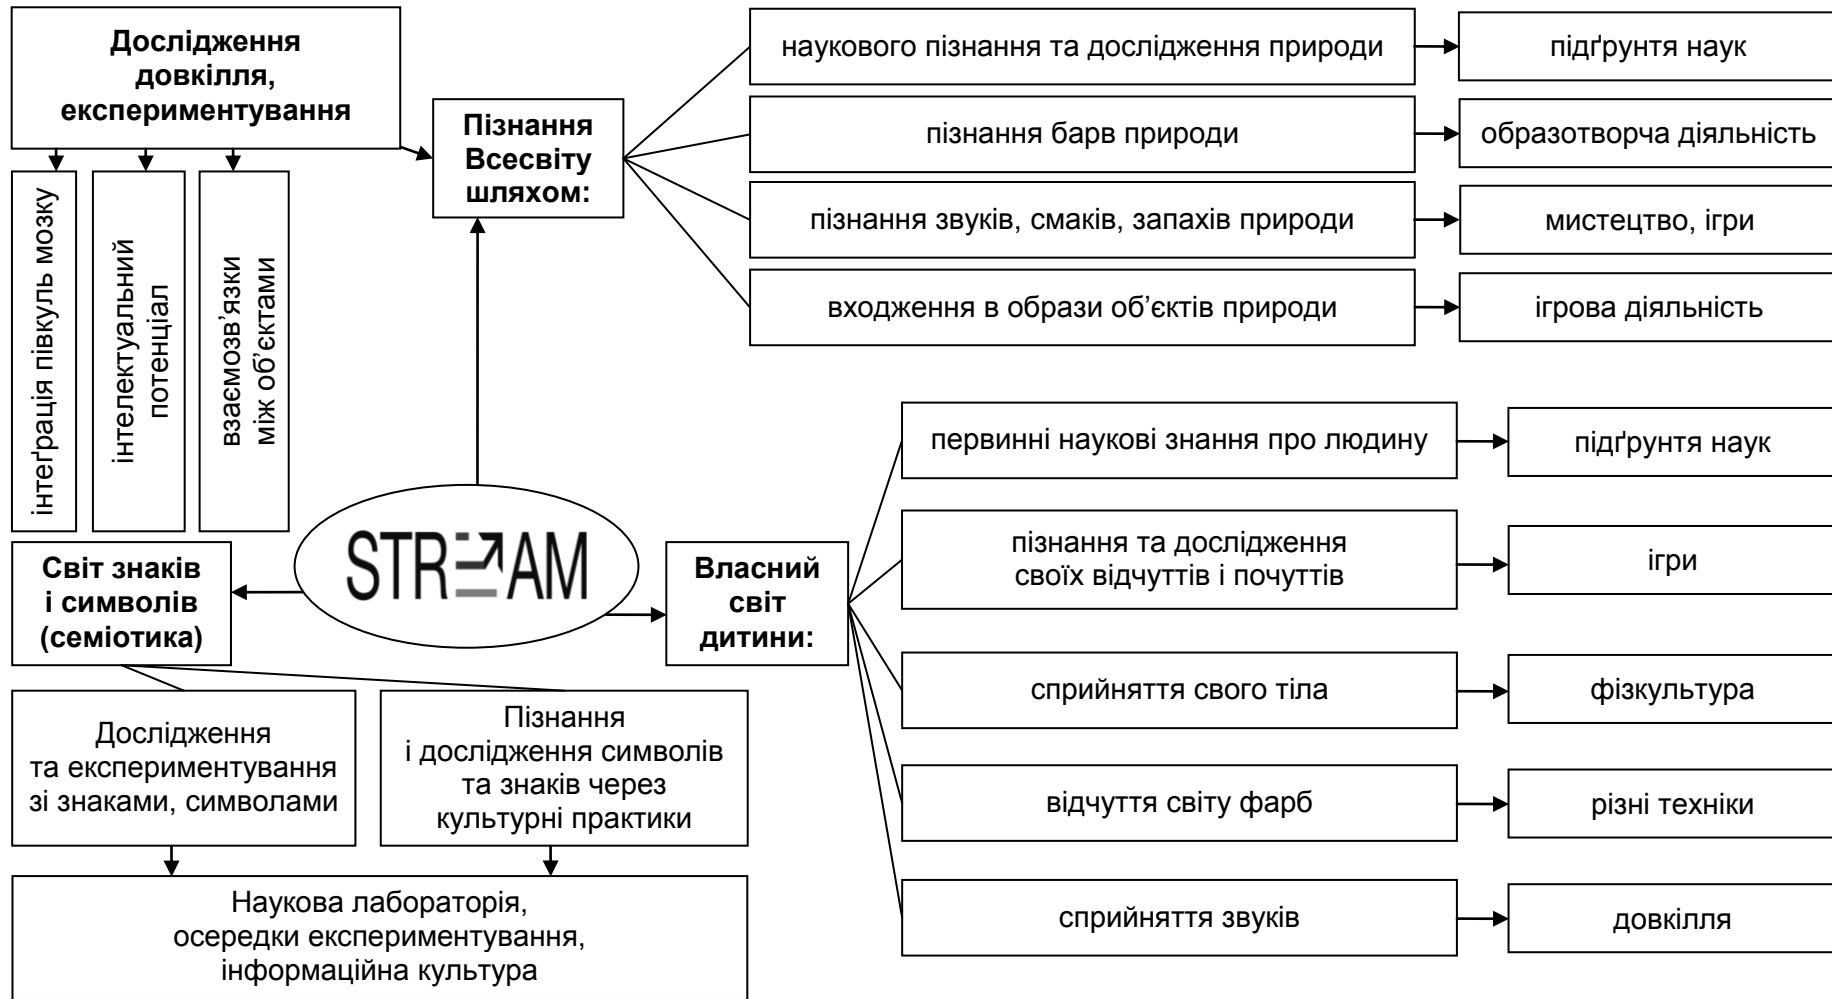 Дослідження
довкілля,
експериментування
інтеґрація півкуль мозку
інтелектуальний
потенціал
взаємозв'язки
між об'єктами
Пізнання
Всесвіту
шляхом:
наукового пізнання та дослідження природи
підґрунтя наук
пізнання барв природи
образотворча діяльність
пізнання звуків, смаків, запахів природи
мистецтво, ігри
входження в образи об’єктів природи
ігрова діяльність
STREAM
Світ знаків
і символів
(семіотика)
Дослідження
та експериментування
зі знаками, символами
Пізнання
і дослідження символів
та знаків через
культурні практики
Наукова лабораторія,
осередки експериментування,
інформаційна культура
Власний
світ
дитини:
первинні наукові знання про людину
підґрунтя наук
пізнання та дослідження
своїх відчуттів і почуттів
ігри
сприйняття свого тіла
фізкультура
відчуття світу фарб
різні техніки
сприйняття звуків
довкілля